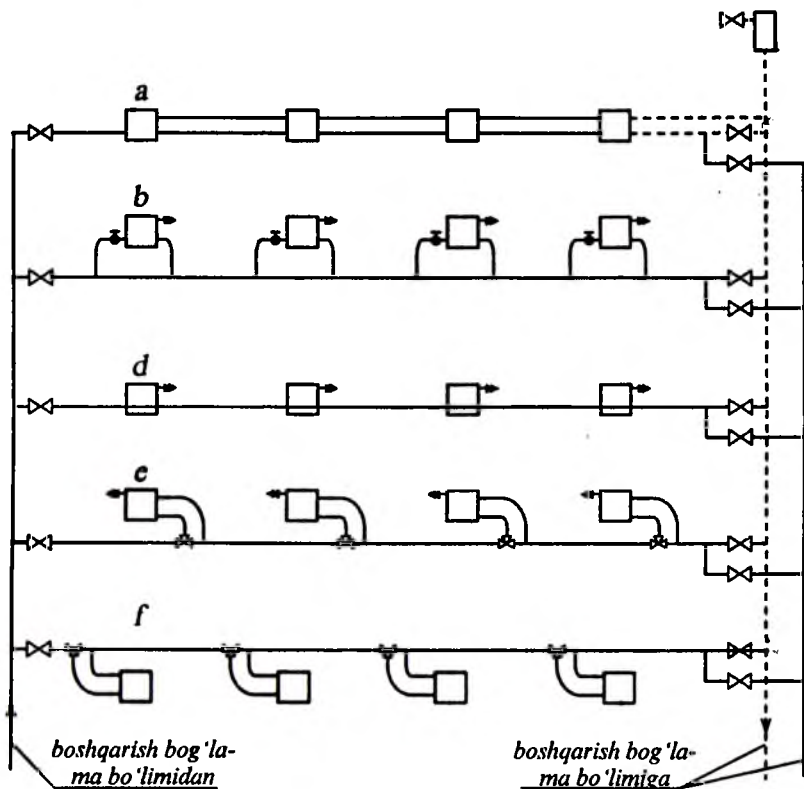 a
b
d
e
f
boshqarish bog‘la-
ma bo‘limidan
boshqarish bog‘la-
ma bo‘limiga